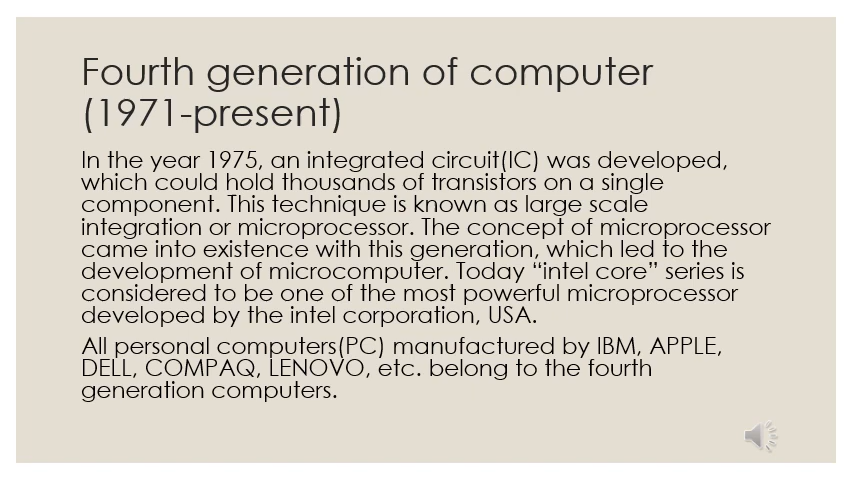 Fourth generation of computer
(1971-present)
In the year 1975, an integrated circuit(IC) was developed,
which could hold thousands of transistors on a single
component. This technique is known as large scale
integration or microprocessor. The concept of microprocessor
came into existence with this generation, which led to the
development of microcomputer. Today “intel core” series is
considered to be one of the most powerful microprocessor
developed by the intel corporation, USA.
All personal computers(PC) manufactured by IBM, APPLE,
DELL, COMPAQ, LENOVO, etc. belong to the fourth
generation computers.